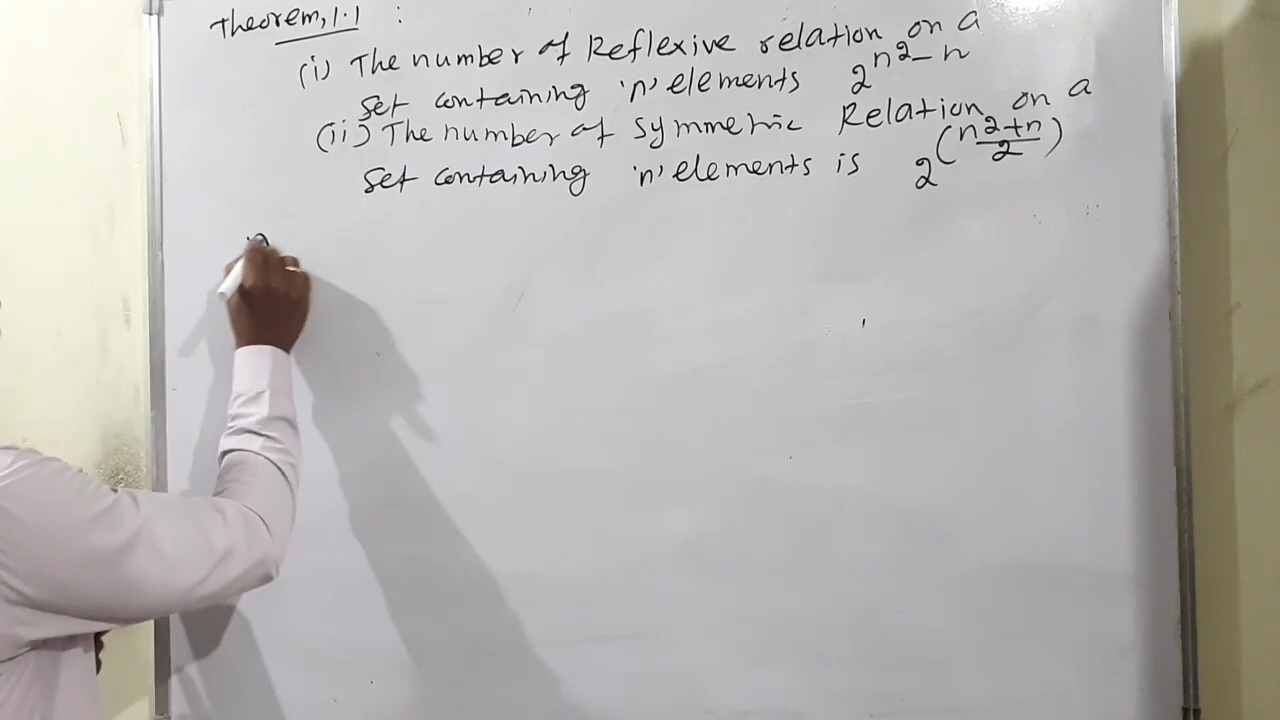 Theorem, 1.1 :
(i) The number of Reflexive relation on a
set containing 'n' elements 2^{n2-n}
(ii) The number of symmetric Relation on a
set containing 'n' elements is 2^{(\frac{n2+n}{2})}